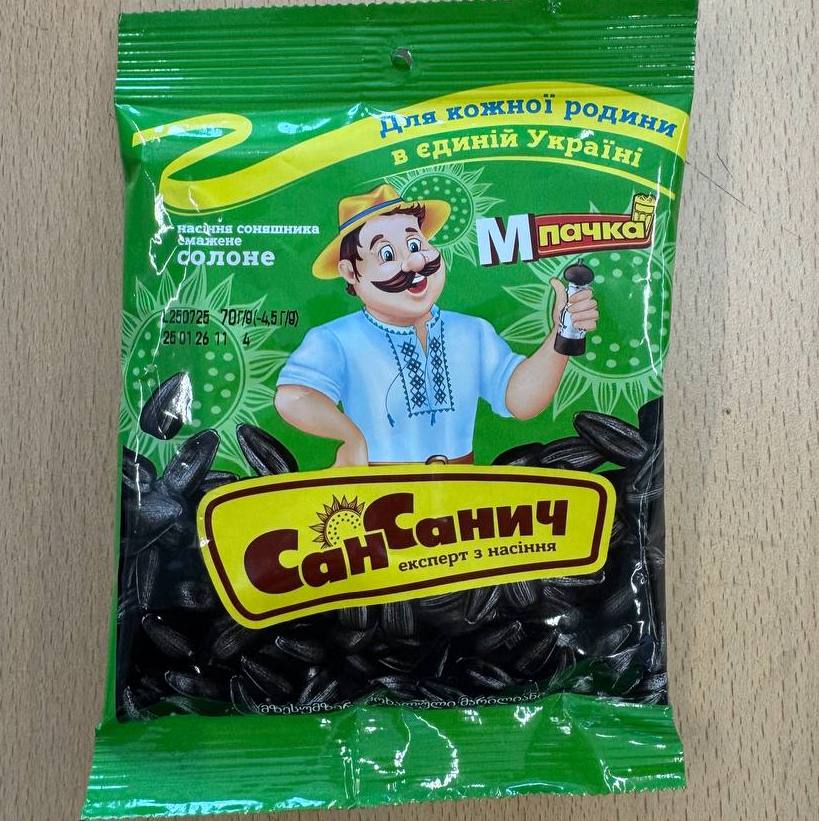 Для кожної родини
в єдиній Україні
насіння соняшника
смажене
солоне
М пачка
L250725 70Г/g(-4,5 Г/g)
25 01 26 11 4
СанСанич
експерт з насіння